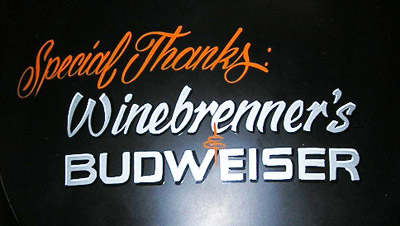 Special Thanks:
Winebrenner's
BUDWEISER